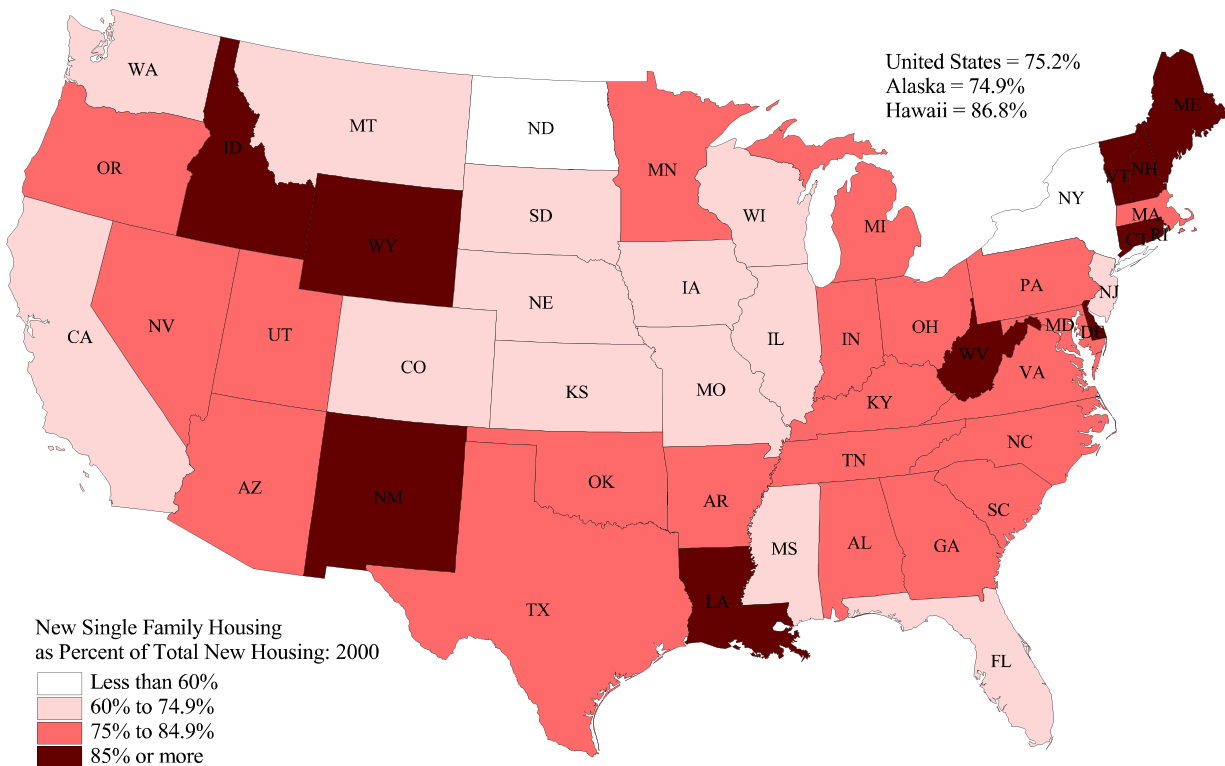 United States = 75.2%
Alaska = 74.9%
Hawaii = 86.8%
WA
MT
ND
MN
ME
OR
ID
SD
WI
MI
VT
NH
NY
MA
CT
RI
WY
NE
IA
PA
NJ
CA
NV
UT
CO
KS
MO
IL
IN
OH
WV
MD
DE
VA
KY
AZ
NM
OK
AR
TN
NC
SC
TX
LA
MS
AL
GA
FL
New Single Family Housing
as Percent of Total New Housing: 2000
Less than 60%
60% to 74.9%
75% to 84.9%
85% or more